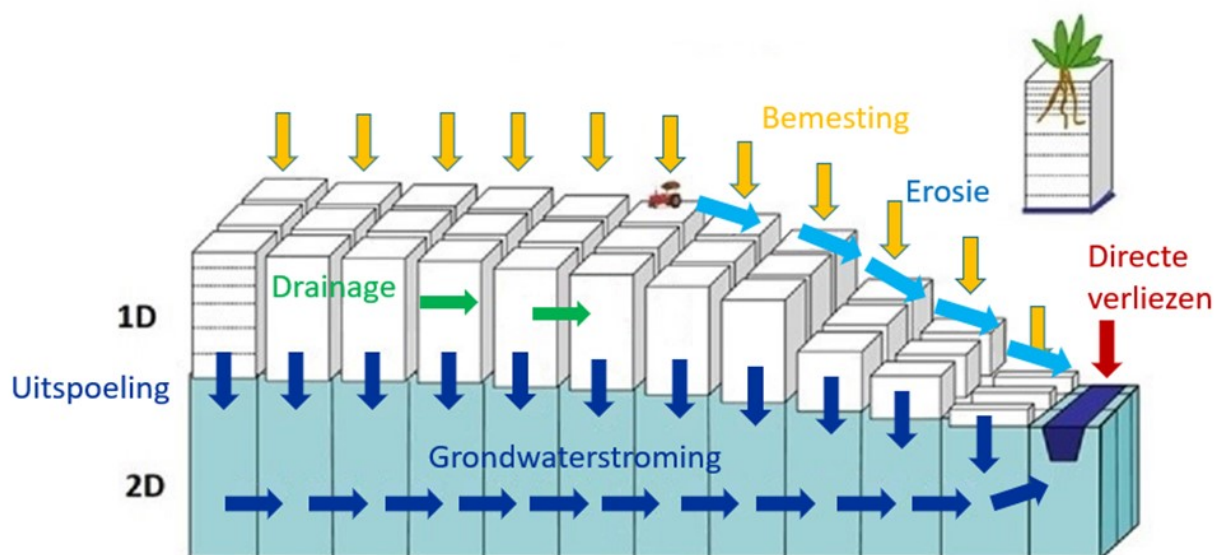 Bemesting
Erosie
Directe
verliezen
Drainage
1D
Uitspoeling
Grondwaterstroming
2D